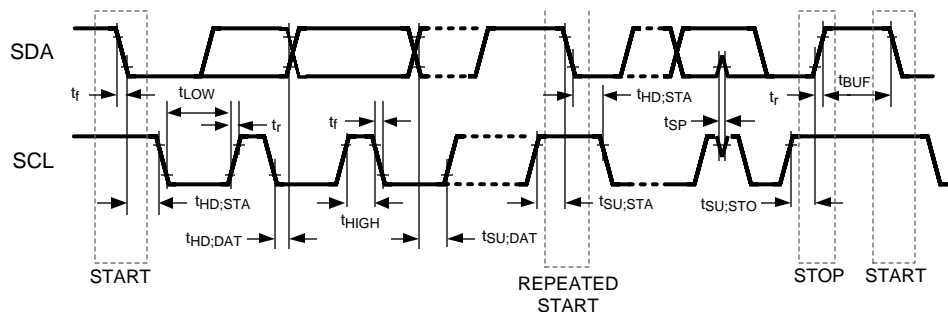 SDA
t_f
t_LOW
t_r
t_f
t_HD;STA
t_SP
t_r
t_BUF
SCL
t_HD;STA
t_HD;DAT
t_HIGH
t_SU;DAT
t_SU;STA
t_SU;STO
START
REPEATED
START
STOP
START